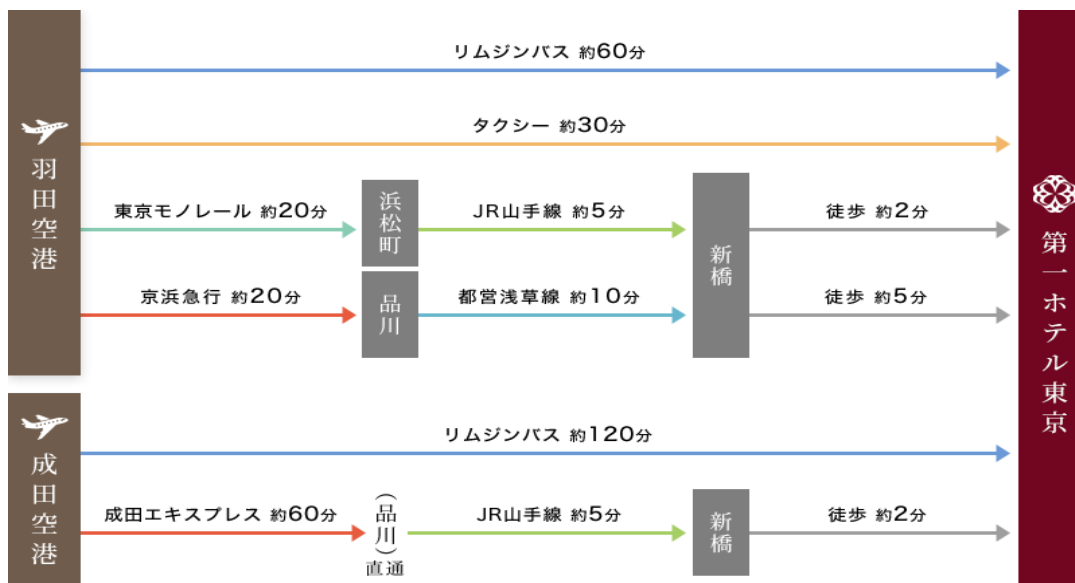 羽田空港
リムジンバス 約60分
タクシー 約30分
東京モノレール 約20分
浜松町
JR山手線 約5分
新橋
徒歩 約2分
京浜急行 約20分
品川
都営浅草線 約10分
徒歩 約5分
成田空港
リムジンバス 約120分
成田エキスプレス 約60分
(品川)
直通
JR山手線 約5分
新橋
徒歩 約2分
第一ホテル東京